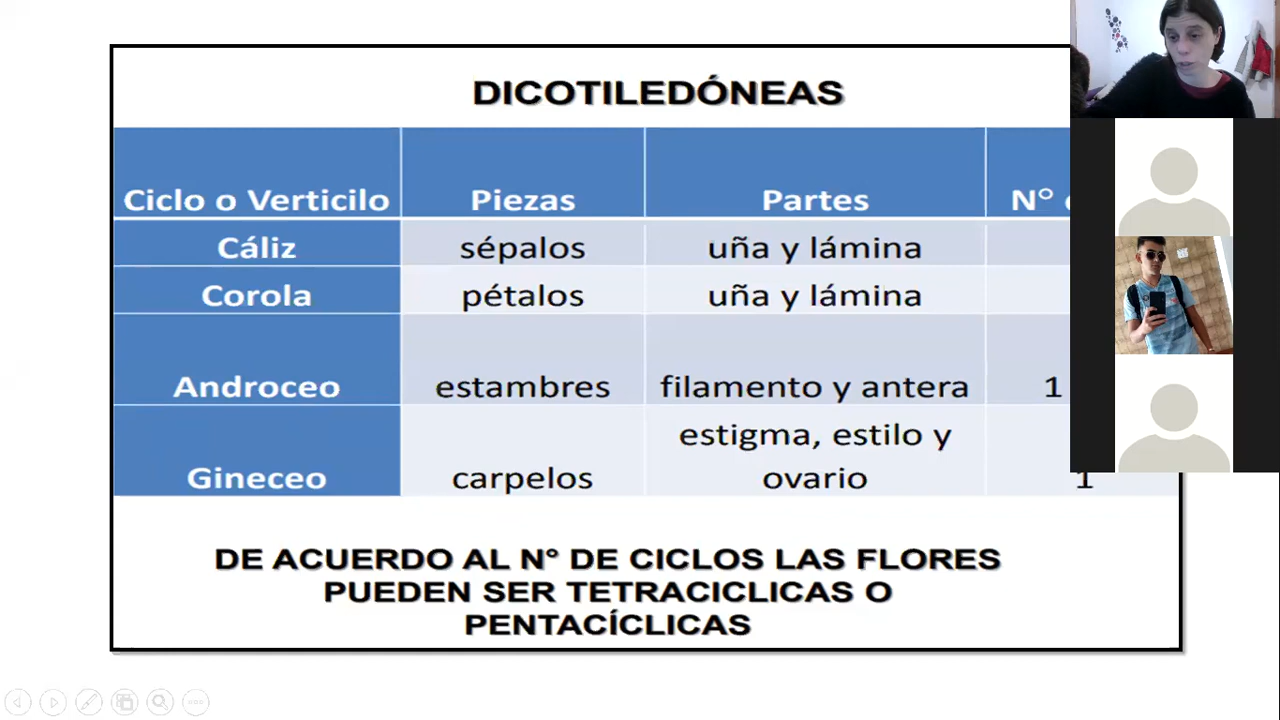 DICOTILEDÓNEAS
Ciclo o Verticilo Piezas Partes N°
Cáliz sépalos uña y lámina
Corola pétalos uña y lámina
Androceo estambres filamento y antera 1
Gineceo carpelos estigma, estilo y
ovario 1
DE ACUERDO AL N° DE CICLOS LAS FLORES
PUEDEN SER TETRACICLICAS O
PENTACÍCLICAS